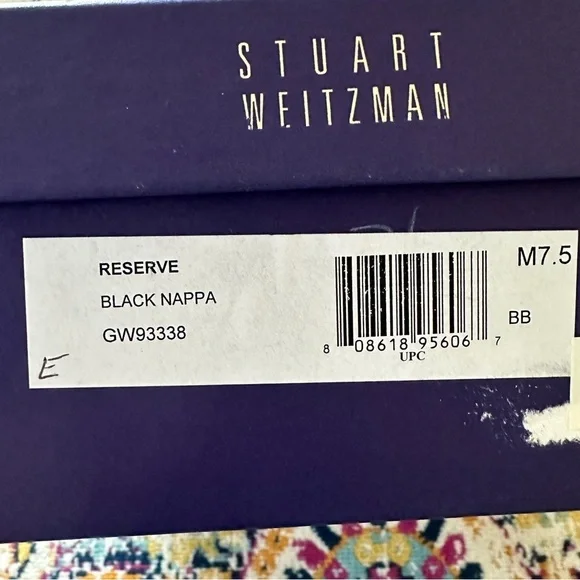 STUART
WEITZMAN
RESERVE
BLACK NAPPA
GW93338
E
8 08618 95606 7
UPC
M7.5
BB